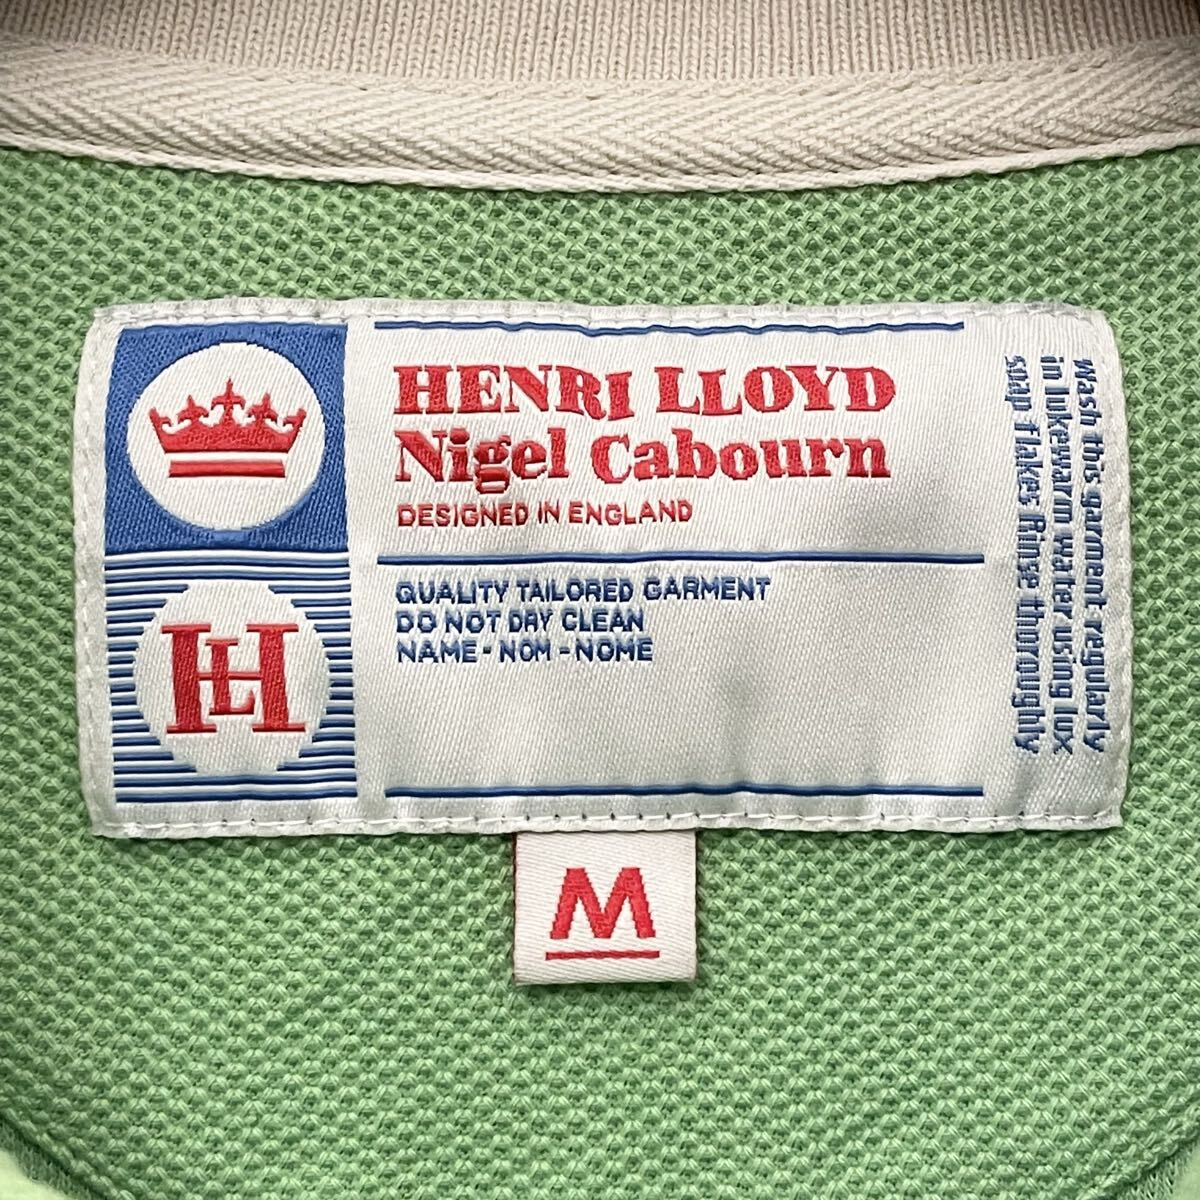 HENRI LLOYD
Nigel Cabourn
DESIGNED IN ENGLAND
QUALITY TAILORED GARMENT
DO NOT DRY CLEAN
NAME - NOM - NOME
HLH
wash this garment regularly
in lukewarm water using lux
soap flakes Rinse thoroughly
M